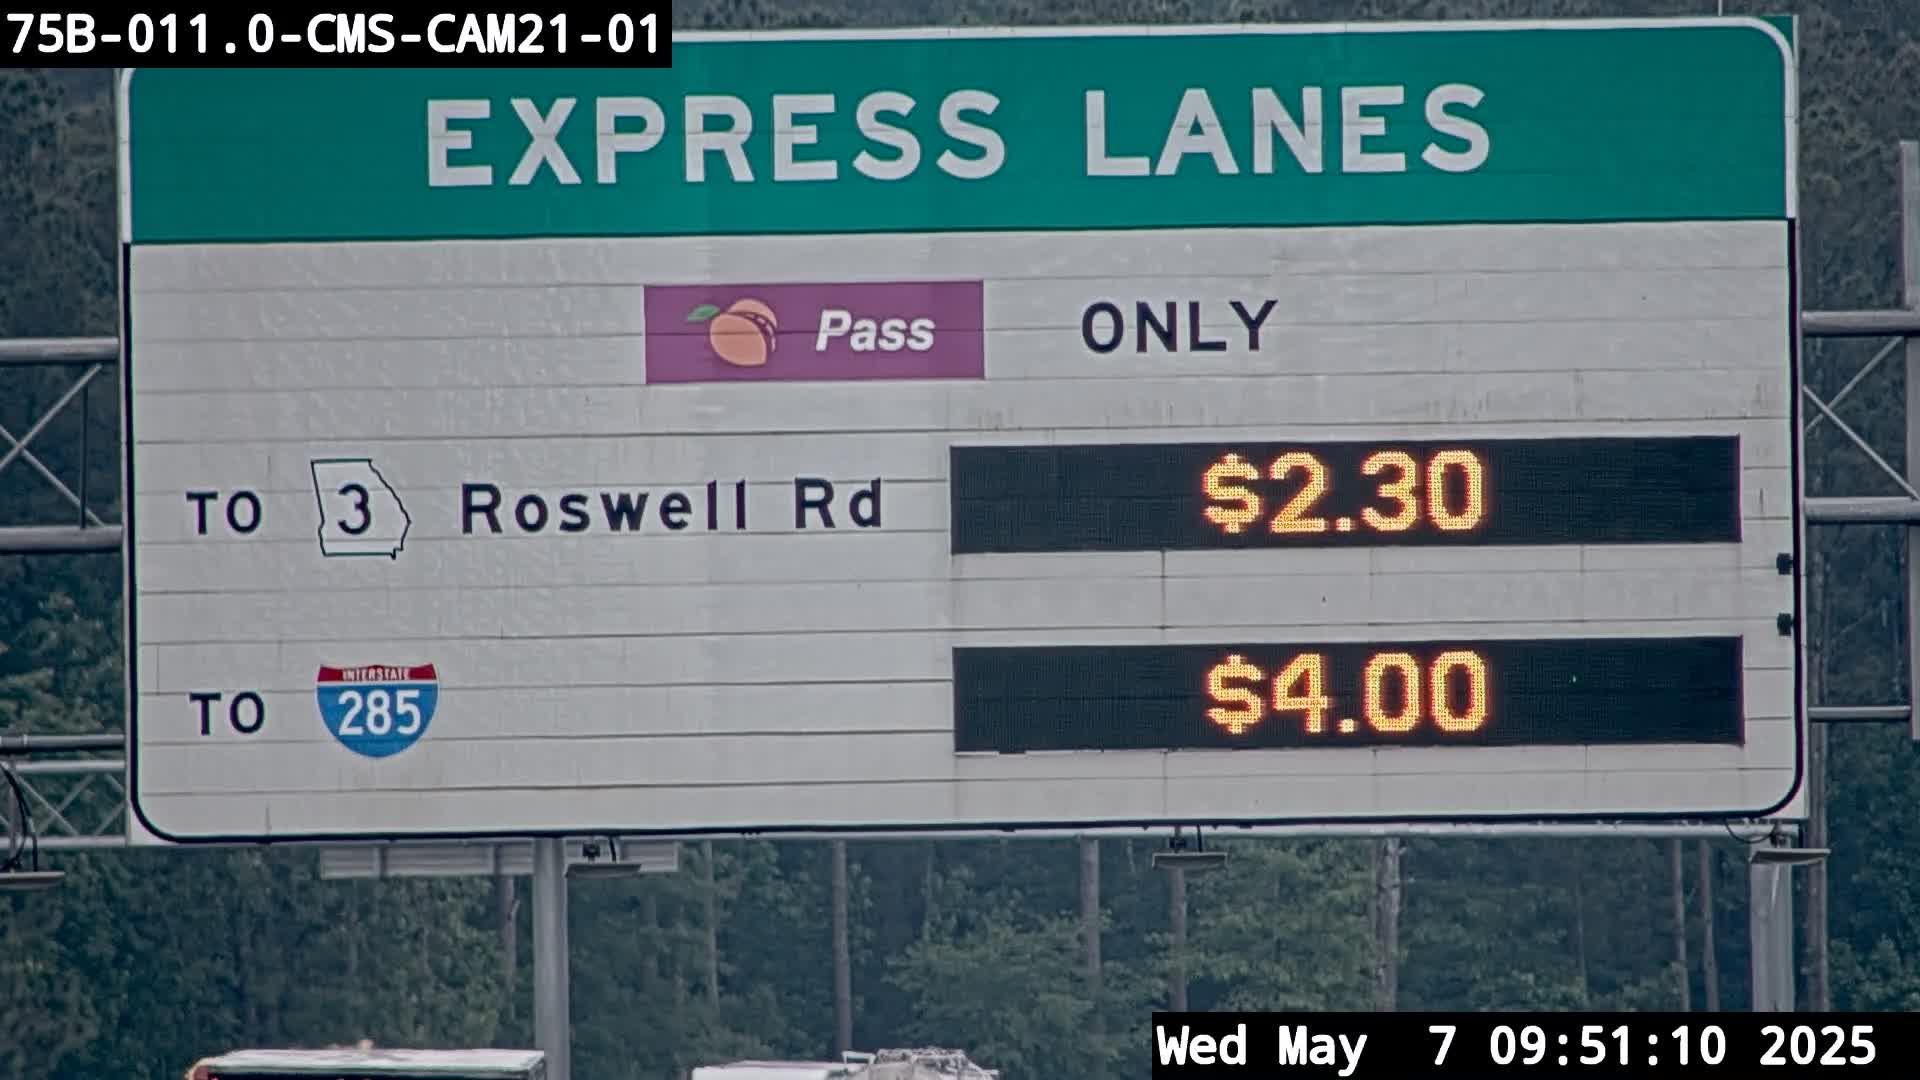 75B-011.0-CMS-CAM21-01
EXPRESS LANES
Pass ONLY
TO 3 Roswell Rd $2.30
INTERSTATE
TO 285 $4.00
Wed May 7 09:51:10 2025